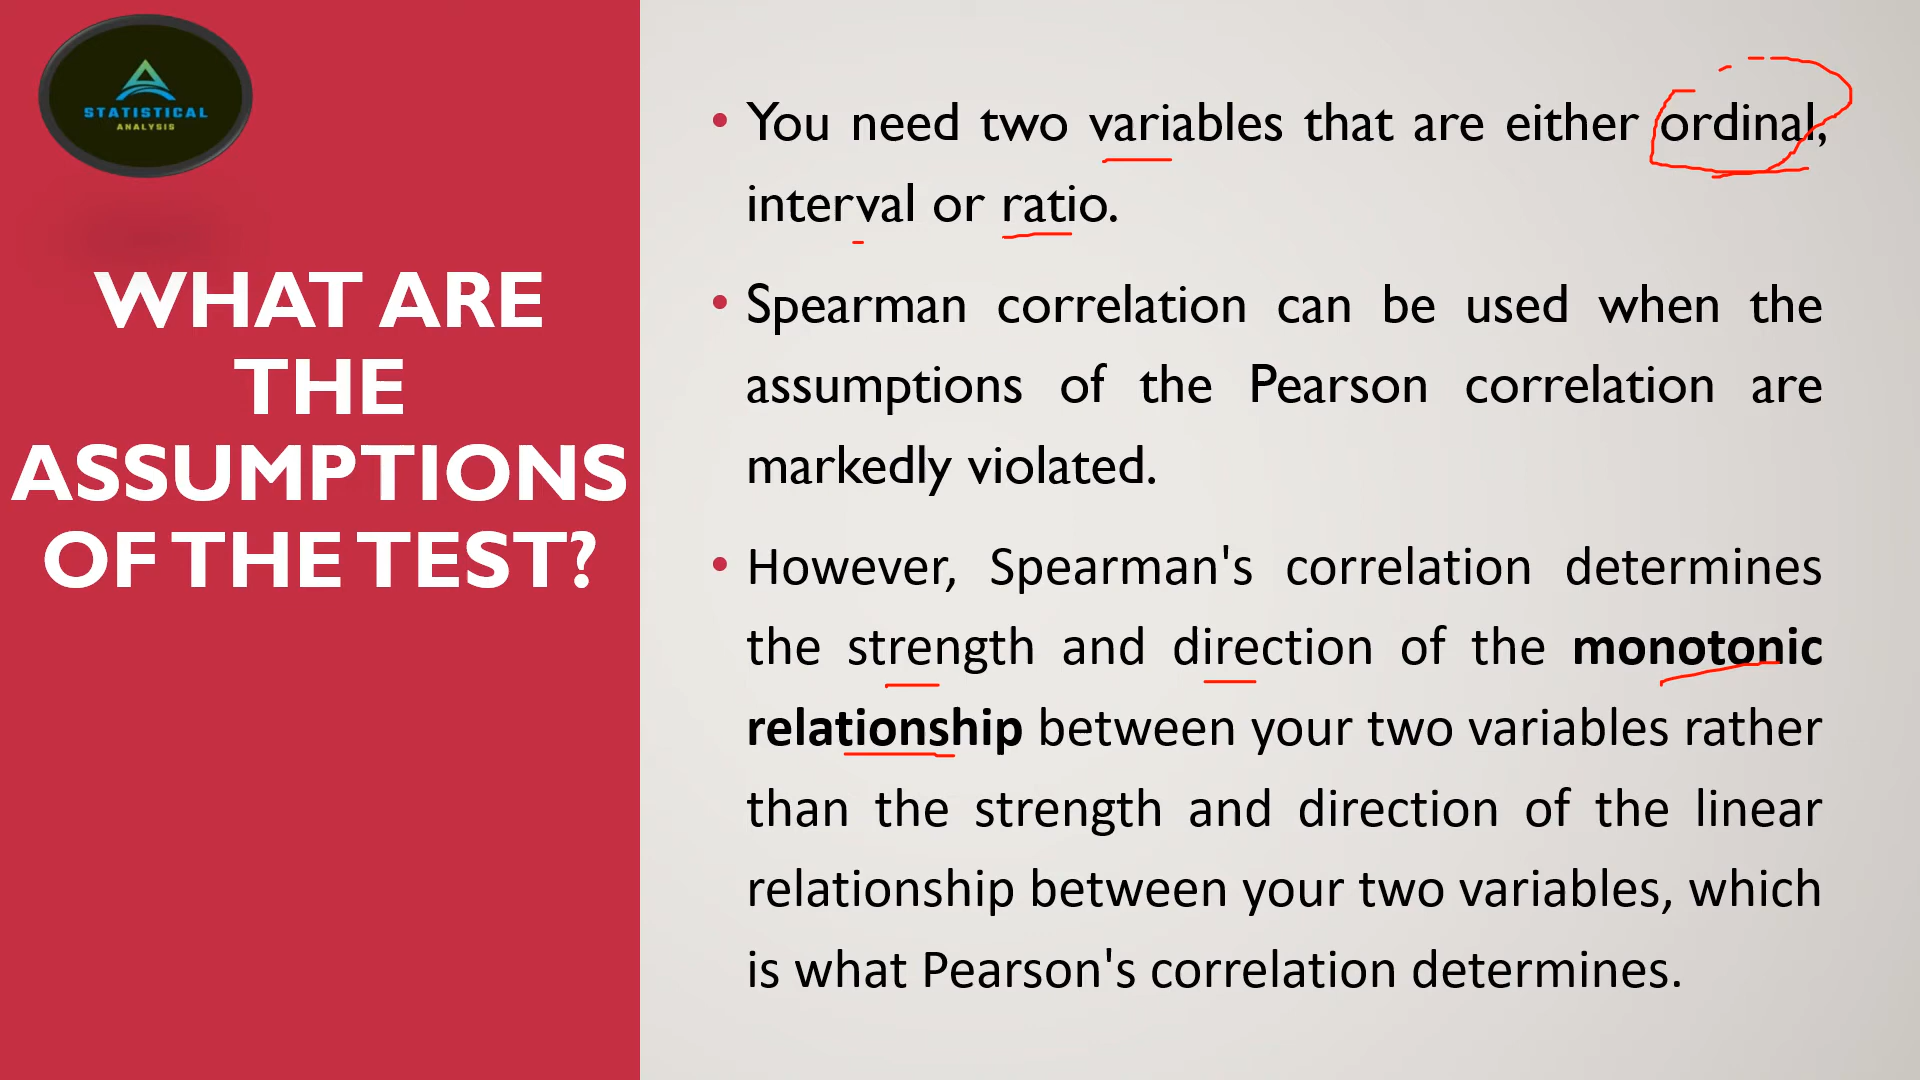 STATISTICAL
ANALYSIS
WHAT ARE
THE
ASSUMPTIONS
OF THE TEST?
• You need two variables that are either ordinal,
interval or ratio.
• Spearman correlation can be used when the
assumptions of the Pearson correlation are
markedly violated.
• However, Spearman's correlation determines
the strength and direction of the monotonic
relationship between your two variables rather
than the strength and direction of the linear
relationship between your two variables, which
is what Pearson's correlation determines.